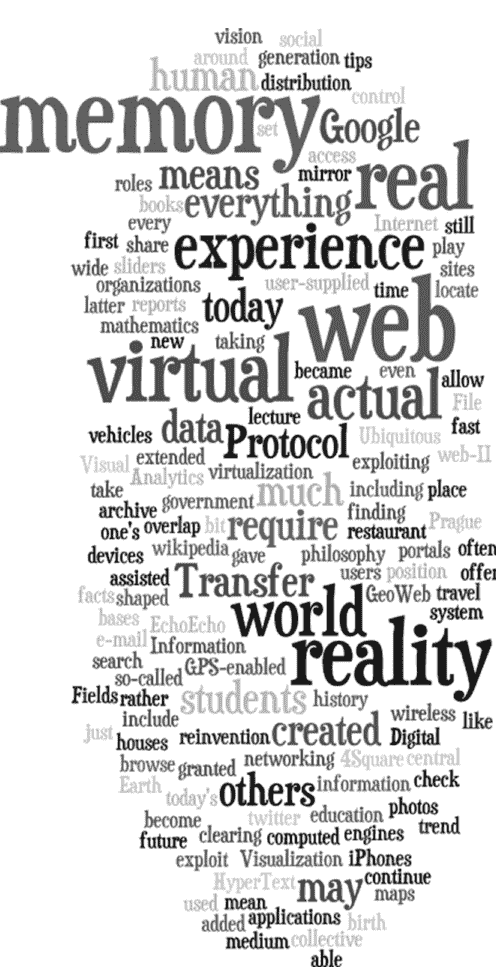 vision social
around generation tips
human distribution
control
memory set Google
access
roles means mirror real
books everything
every Internet still
first share experience play
wide sliders sites
organizations user-supplied time locate
latter reports today web
mathematics
new taking
virtual became even allow
actual File
lecture fast
vehicles data Protocol Ubiquitous
extended exploiting web-II
Visual Analytics virtualization
take much including place
archive government finding
one's overlap bit require restaurant Prague
devices wikipedia gave philosophy portals often
assisted Transfer users position offer
facts shaped GeoWeb travel
bases EchoEcho world system
e-mail Information reality
search GPS-enabled
so-called
Fields rather students history
include wireless like
just houses reinvention created Digital
browse granted networking 4Square central
Earth others information check
today's
become twitter education photos
future clearing computed engines trend
exploit Visualization iPhones
HyperText may continue
used mean maps
added applications birth
medium collective
able